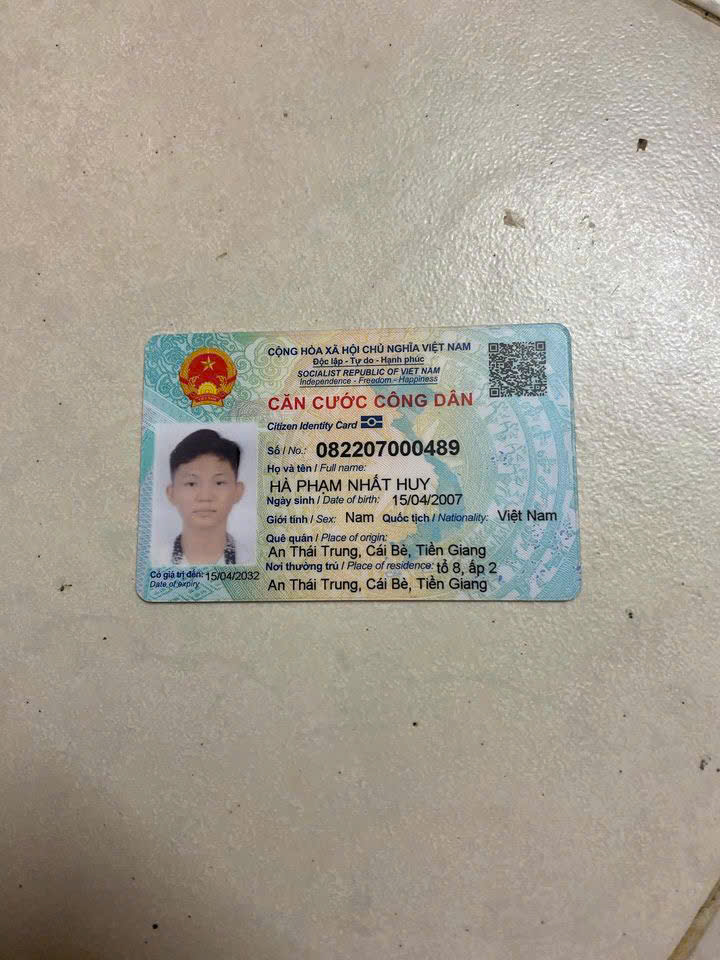 CỘNG HÒA XÃ HỘI CHỦ NGHĨA VIỆT NAM
Độc lập - Tự do - Hạnh phúc
SOCIALIST REPUBLIC OF VIET NAM
Independence - Freedom - Happiness
CĂN CƯỚC CÔNG DÂN
Citizen Identity Card
Số / No.: 082207000489
Họ và tên / Full name:
HÀ PHẠM NHẤT HUY
Ngày sinh / Date of birth: 15/04/2007
Giới tính / Sex: Nam Quốc tịch / Nationality: Việt Nam
Quê quán / Place of origin:
An Thái Trung, Cái Bè, Tiền Giang
Nơi thường trú / Place of residence: tổ 8, ấp 2
An Thái Trung, Cái Bè, Tiền Giang
Có giá trị đến: 15/04/2032
Date of expiry